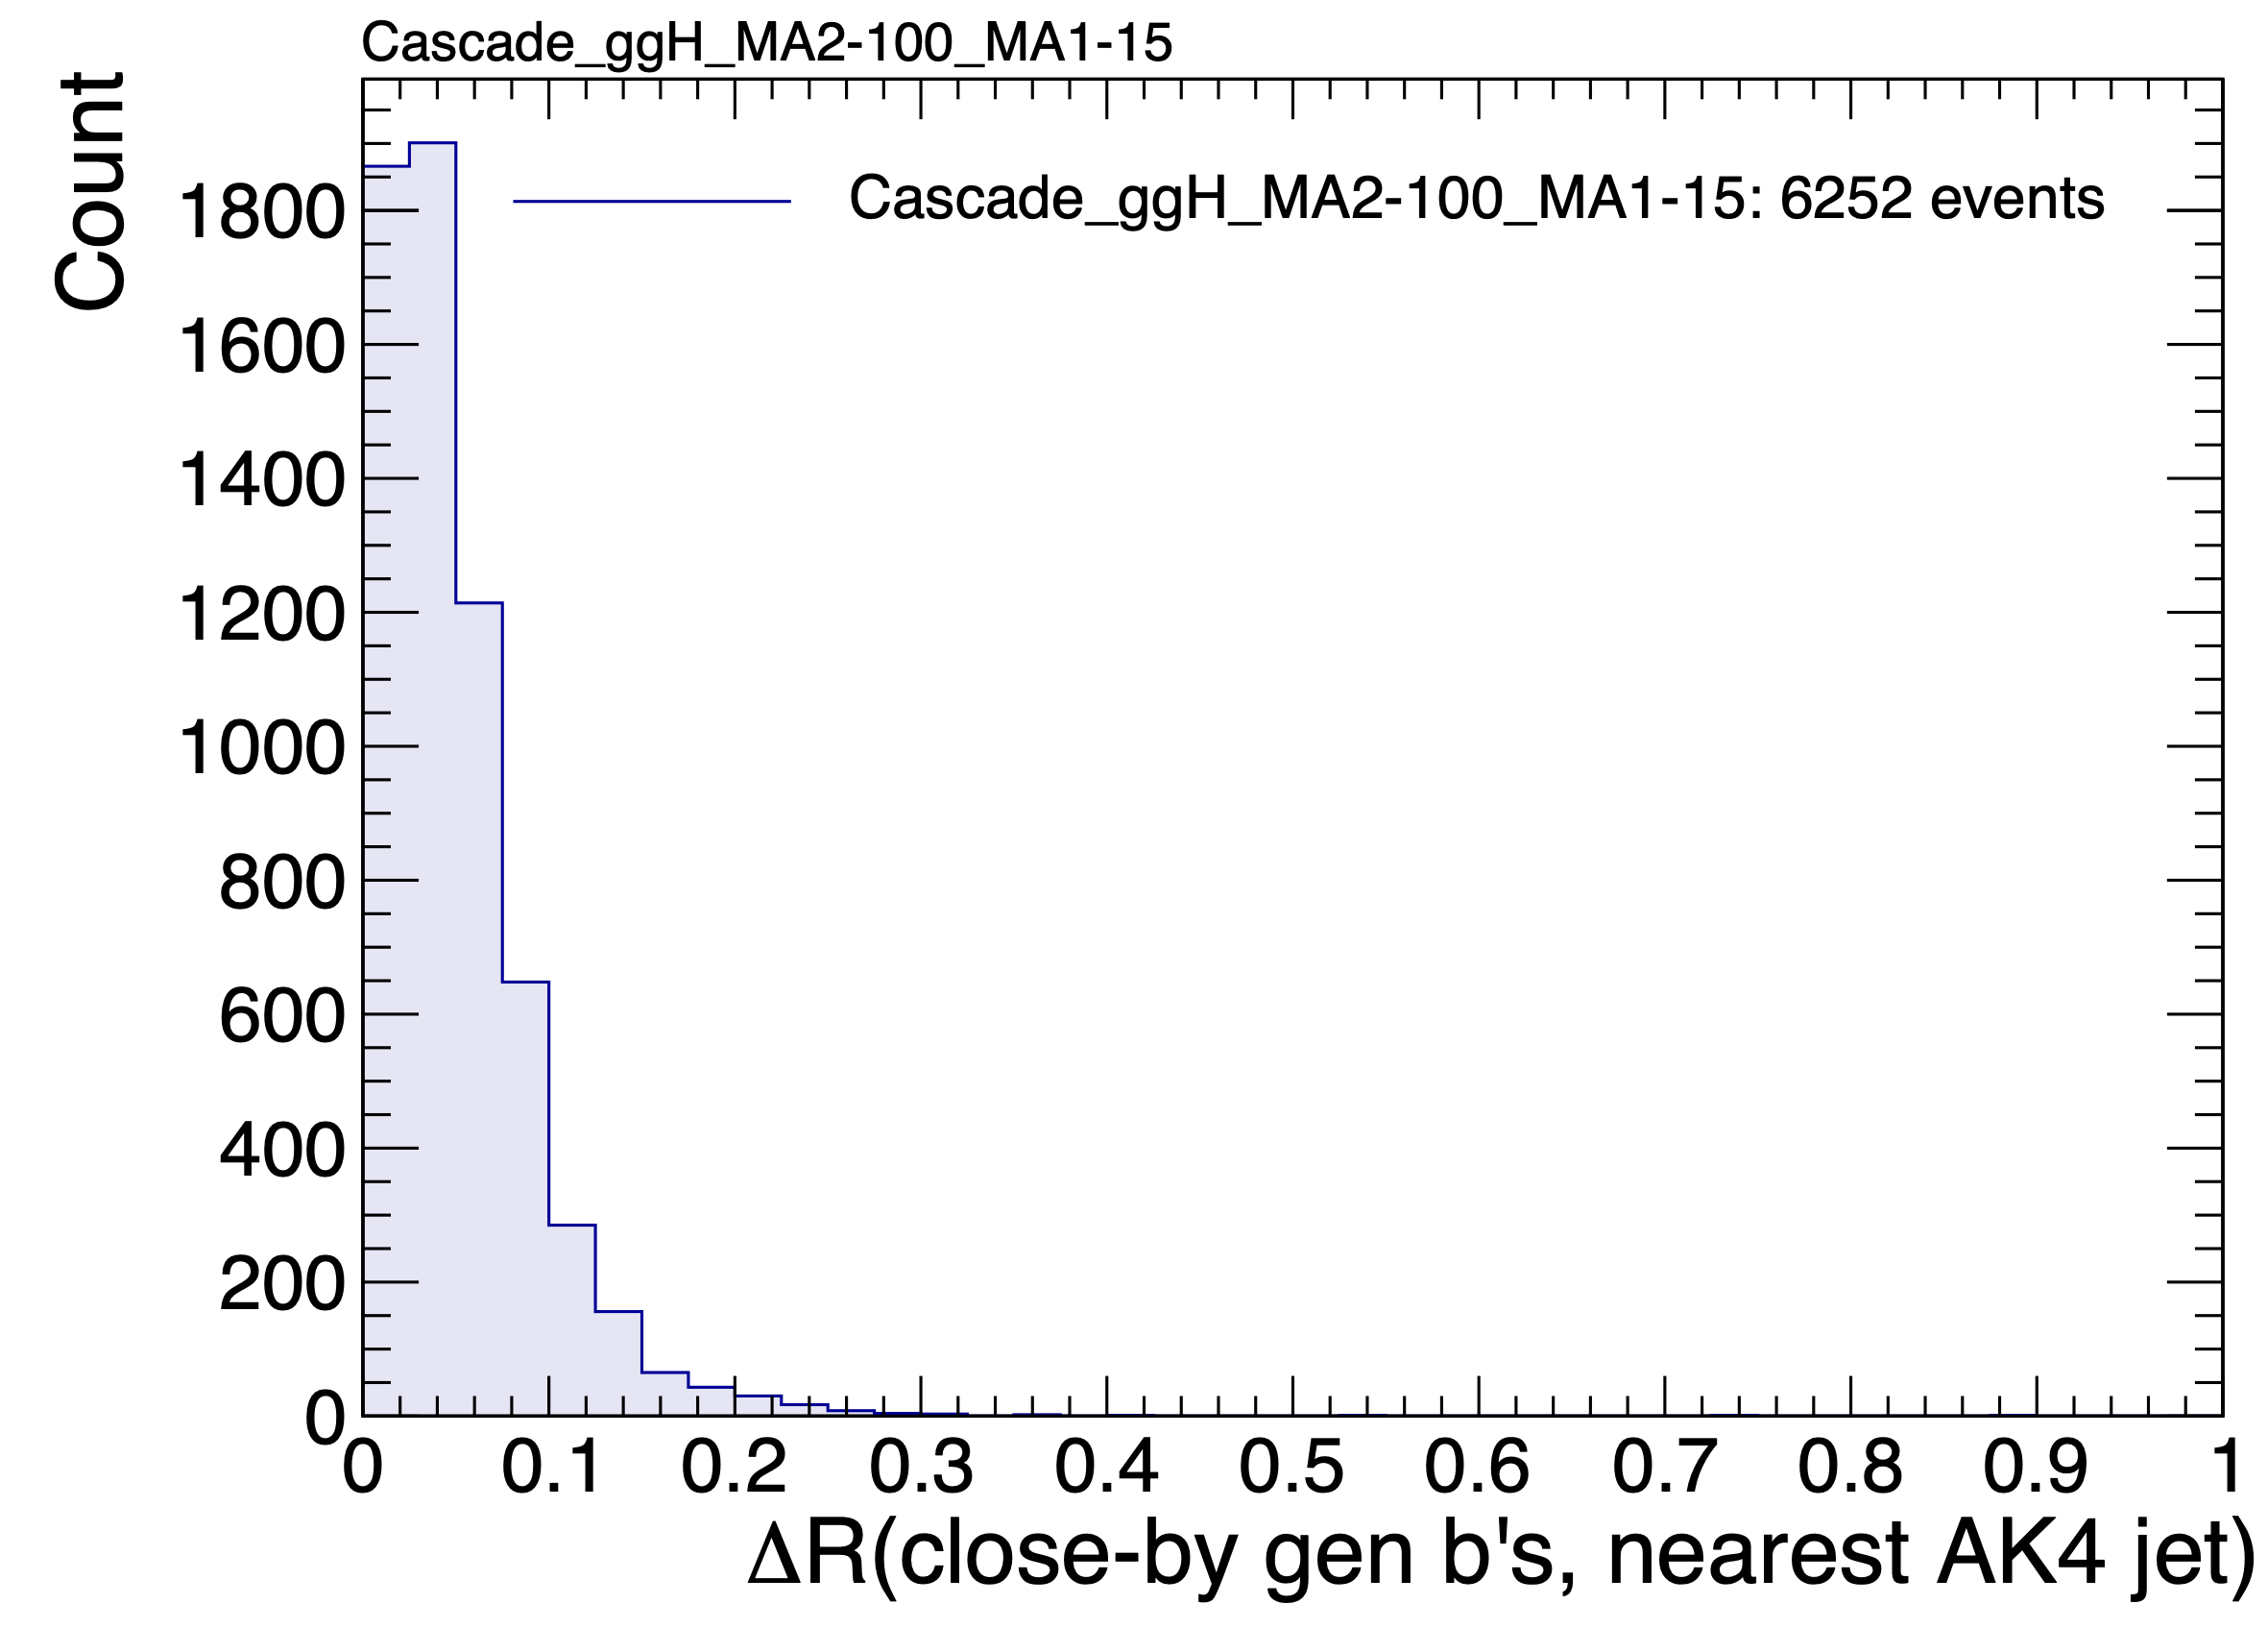 Cascade_ggH_MA2-100_MA1-15
Count
Cascade_ggH_MA2-100_MA1-15: 6252 events
1800
1600
1400
1200
1000
800
600
400
200
0
0 0.1 0.2 0.3 0.4 0.5 0.6 0.7 0.8 0.9 1
ΔR(close-by gen b's, nearest AK4 jet)